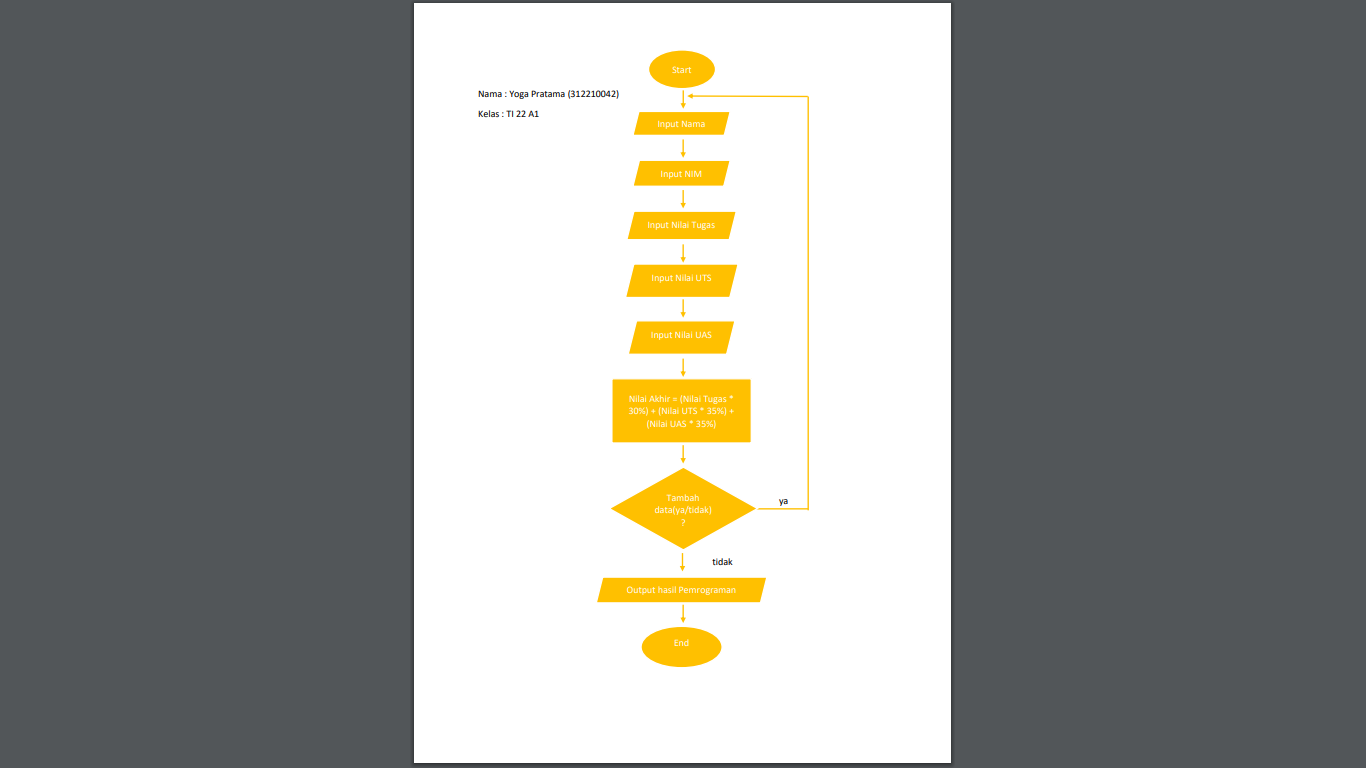 Start
Nama : Yoga Pratama (312210042)
Kelas : TI 22 A1
Input Nama
Input NIM
Input Nilai Tugas
Input Nilai UTS
Input Nilai UAS
Nilai Akhir = (Nilai Tugas *
30%) + (Nilai UTS * 35%) +
(Nilai UAS * 35%)
Tambah
data(ya/tidak)
?
ya
tidak
Output hasil Pemrograman
End